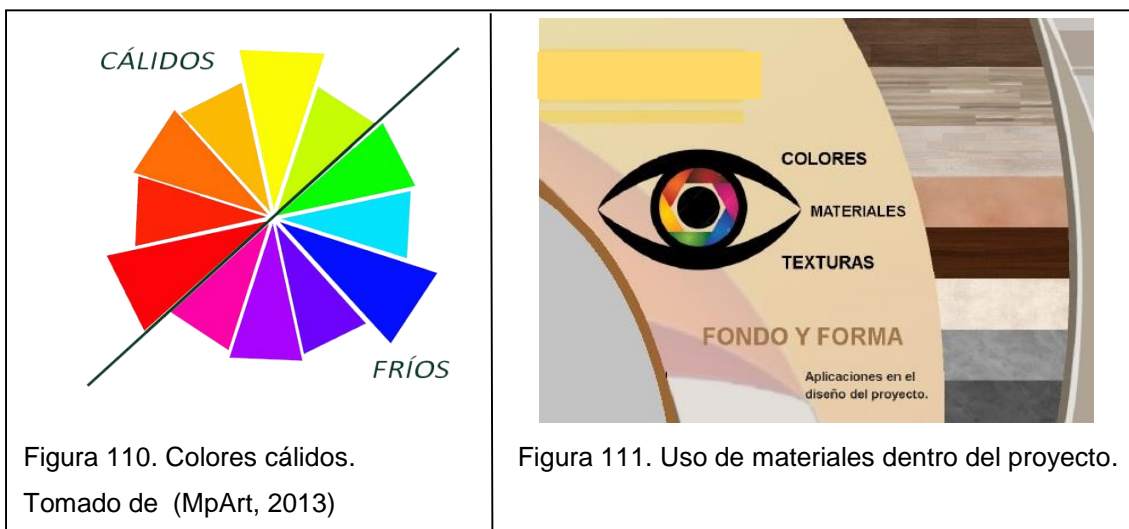 CÁLIDOS
FRÍOS
Figura 110. Colores cálidos.
Tomado de (MpArt, 2013)
COLORES
MATERIALES
TEXTURAS
FONDO Y FORMA
Aplicaciones en el
diseño del proyecto.
Figura 111. Uso de materiales dentro del proyecto.